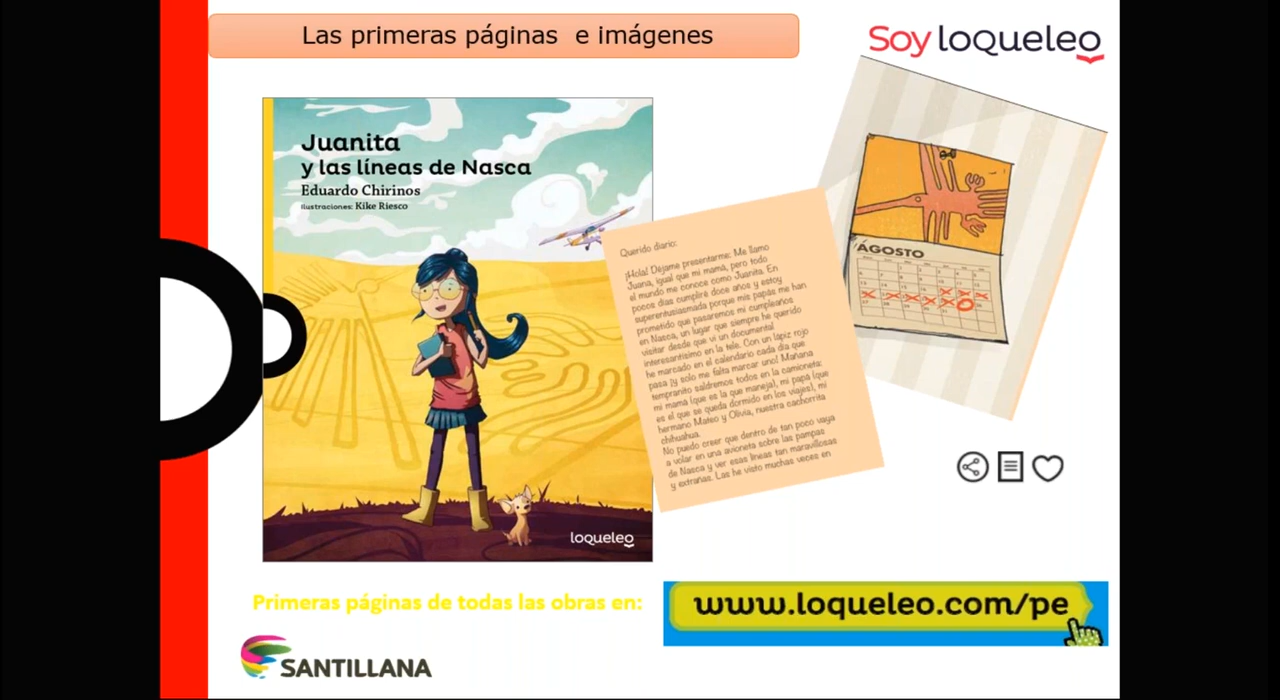 Las primeras páginas e imágenes
Soy loqueleo
Juanita
y las líneas de Nasca
Eduardo Chirinos
Ilustraciones: Kike Riesco
Querido diario:
¡Hola! Déjame presentarme: Me llamo
Juana, igual que mi mamá, pero todo
el mundo me conoce como Juanita. En
pocos días cumpliré doce años y estoy
superentusiasmada porque mis papás me han
prometido que pasaremos mi cumpleaños
en Nasca, un lugar que siempre he querido
visitar desde que vi un documental
interesantísimo en la tele. Con un lápiz rojo
he marcado en el calendario cada día que
pasa ¡y solo me falta marcar uno! Mañana
tempranito saldremos todos en la camioneta:
mi mamá (que es la que maneja), mi papá (que
es el que se queda dormido en los viajes), mi
hermano Mateo y Olivia, nuestra cachorrita
chihuahua.
No puedo creer que dentro de tan poco vaya
a volar en una avioneta sobre las pampas
de Nasca y ver esas líneas tan maravillosas
y extrañas. Las he visto muchas veces en
AGOSTO
loqueleo
Primeras páginas de todas las obras en:
www.loqueleo.com/pe
SANTILLANA